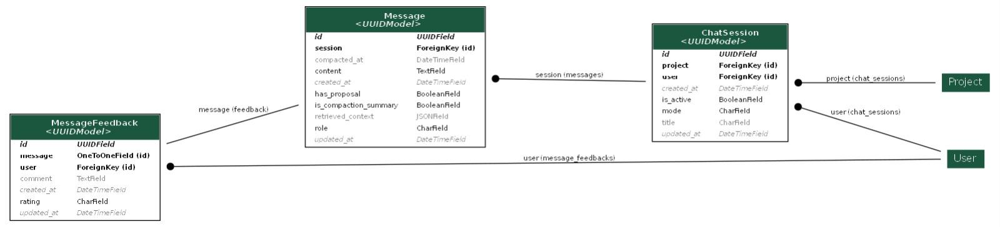 Message
<UUIDModel>
id UUIDField
session ForeignKey (id)
compacted_at DateTimeField
content TextField
created_at DateTimeField
has_proposal BooleanField
is_compaction_summary BooleanField
retrieved_context JSONField
role CharField
updated_at DateTimeField
ChatSession
<UUIDModel>
id UUIDField
project ForeignKey (id)
user ForeignKey (id)
created_at DateTimeField
is_active BooleanField
mode CharField
title CharField
updated_at DateTimeField
session (messages)
project (chat_sessions)
Project
user (chat_sessions)
User
message (feedback)
MessageFeedback
<UUIDModel>
id UUIDField
message OneToOneField (id)
user ForeignKey (id)
comment TextField
created_at DateTimeField
rating CharField
updated_at DateTimeField
user (message_feedbacks)